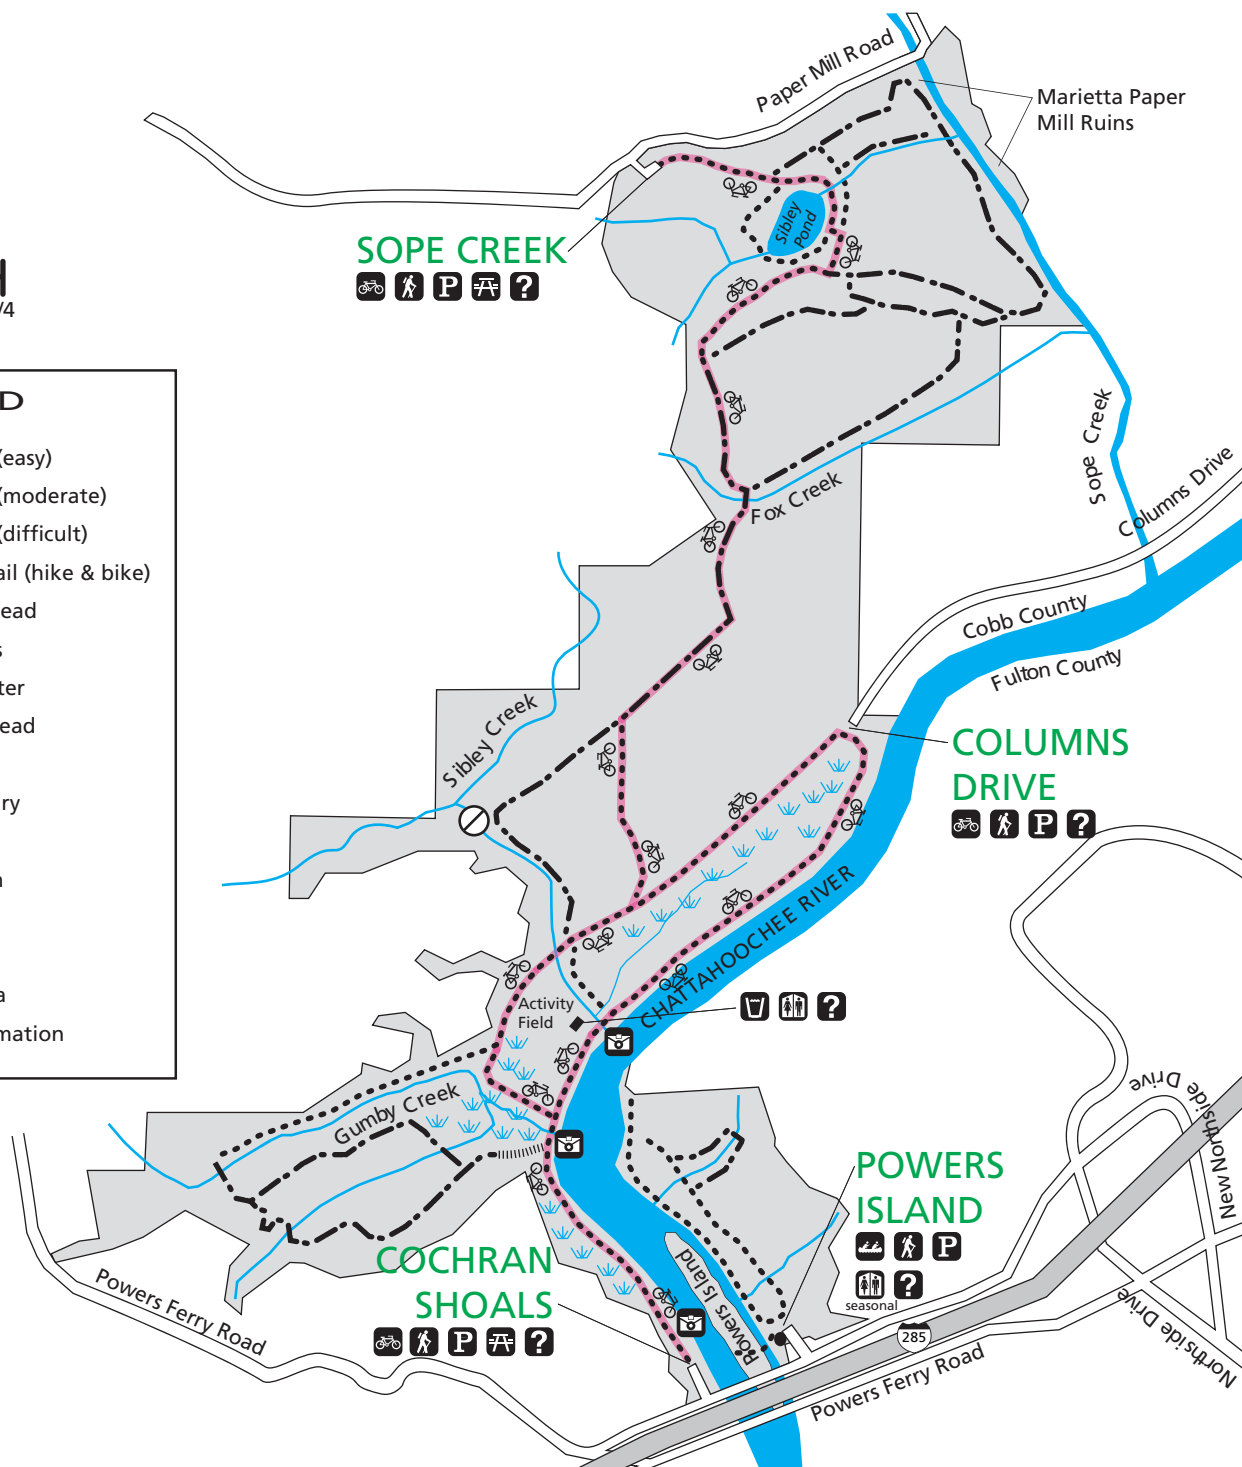 Paper Mill Road
Marietta Paper
Mill Ruins
SOPE CREEK
P
?
Sibley
Pond
/4
D
(easy)
(moderate)
(difficult)
ail (hike & bike)
ead
s
ter
ead
ry
n
a
mation
Sope Creek
Columns Drive
Fox Creek
Cobb County
Fulton County
Sibley Creek
COLUMNS
DRIVE
P
?
CHATTAHOOCHEE RIVER
Activity
Field
?
Gumby Creek
New Northside Drive
POWERS
ISLAND
P
?
seasonal
COCHRAN
SHOALS
P
?
Powers Island
Powers Ferry Road
285
Northside Drive
Northside Drive
Powers Ferry Road